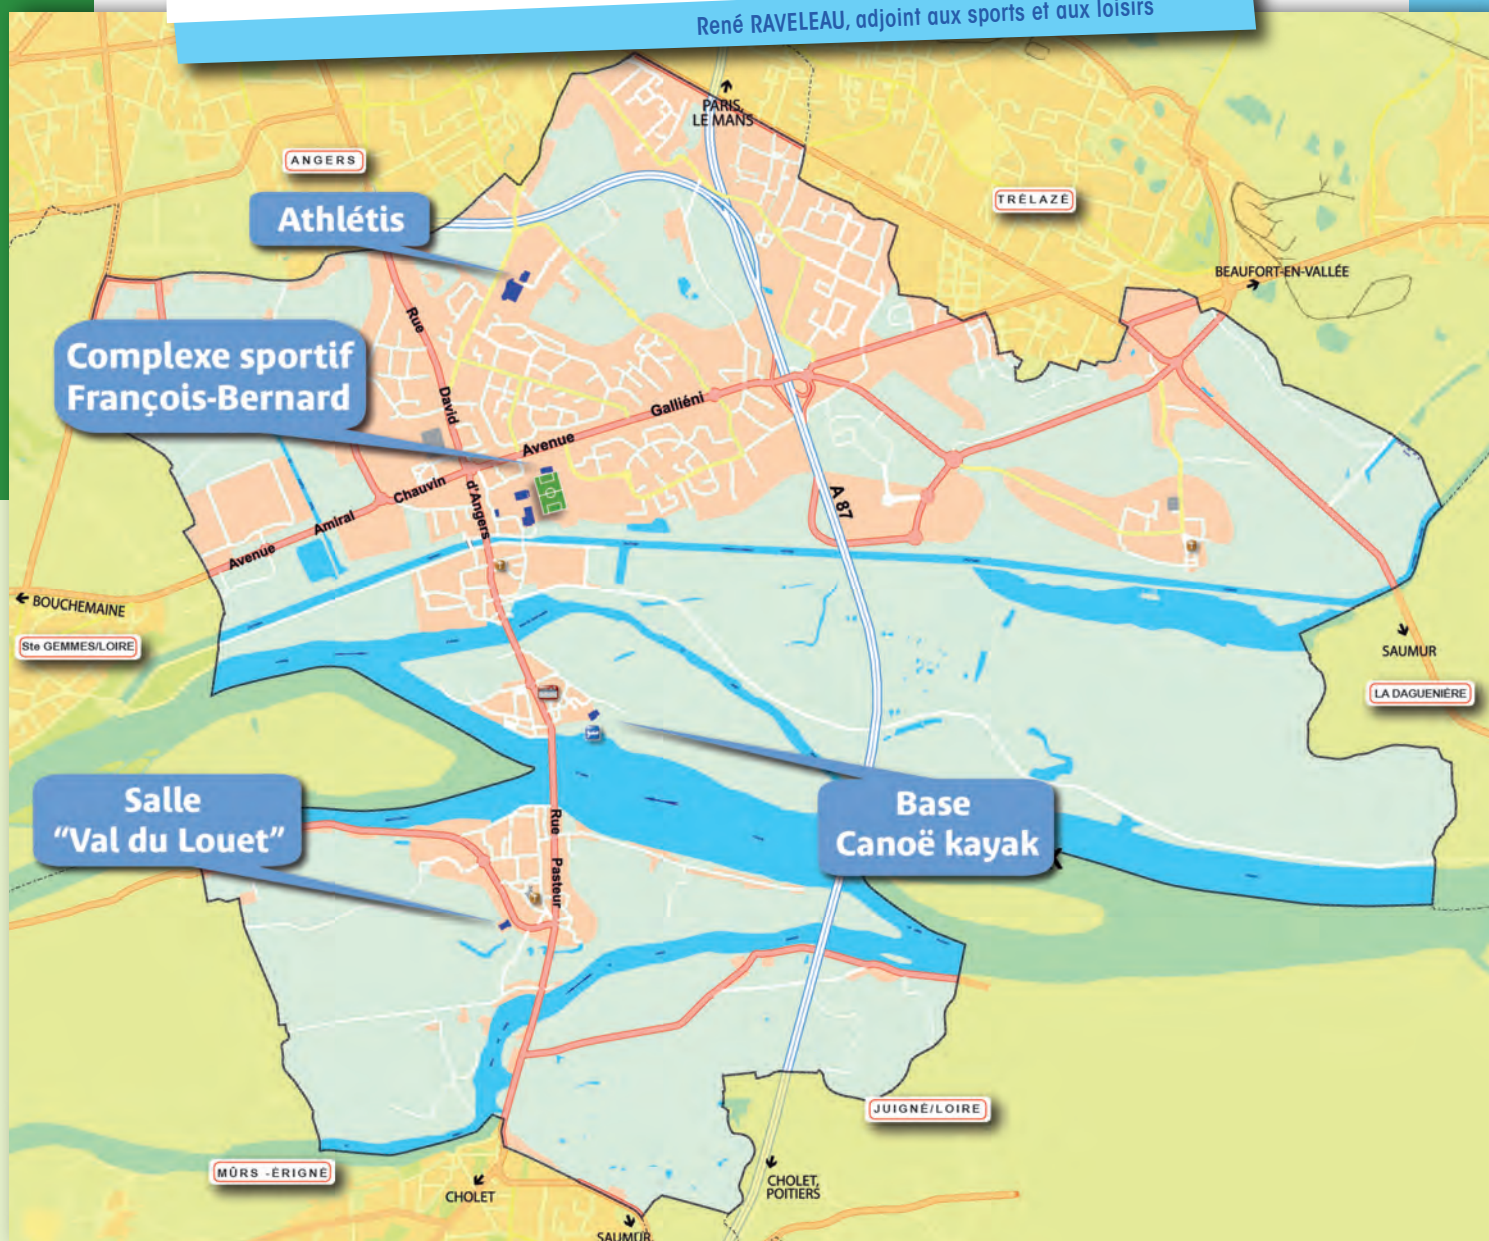 René RAVELEAU, adjoint aux sports et aux loisirs
PARIS,
LE MANS
ANGERS
TRÉLAZÉ
Athlétis
BEAUFORT-EN-VALLÉE
Rue
David
d'Angers
Complexe sportif
François-Bernard
Avenue
Galliéni
Avenue
Amiral
Chauvin
A 87
BOUCHEMAINE
Ste GEMMES/LOIRE
SAUMUR
LA DAGUENIÈRE
Salle
“Val du Louet”
Base
Canoë kayak
Rue
Pasteur
JUIGNÉ/LOIRE
MÛRS -ÉRIGNÉ
CHOLET
CHOLET,
POITIERS
SAUMUR